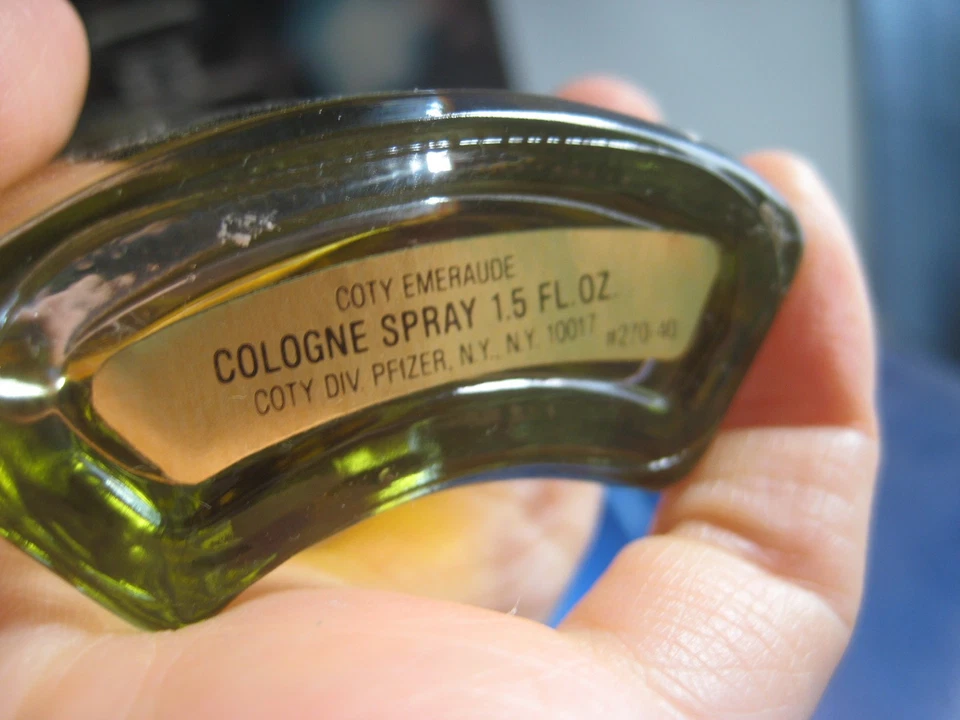 COTY EMERAUDE
COLOGNE SPRAY 1.5 FL.OZ.
COTY DIV. PFIZER, N.Y., N.Y. 10017 #270-40